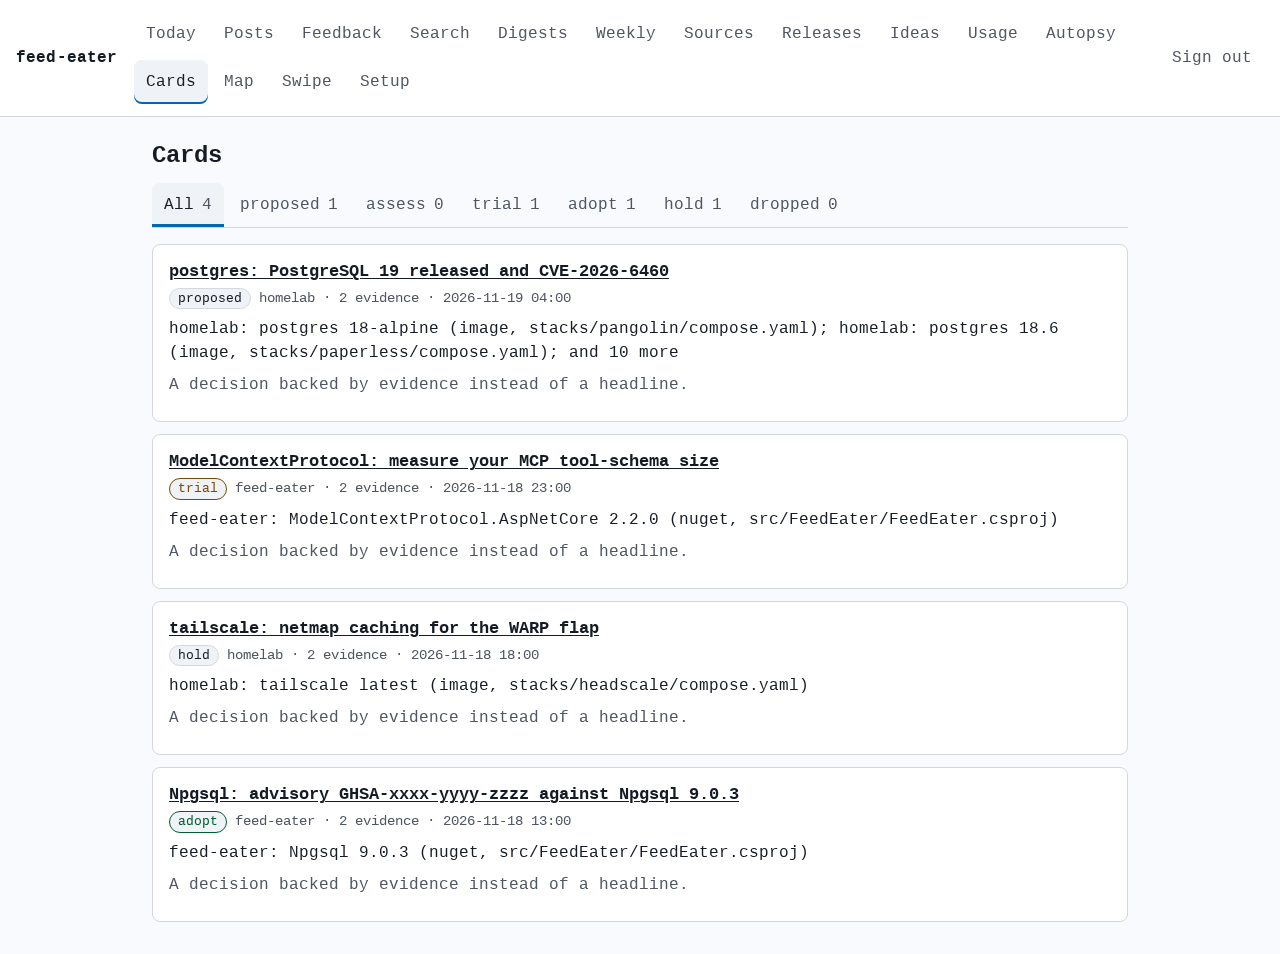 feed-eater
Today Posts Feedback Search Digests Weekly Sources Releases Ideas Usage Autopsy
Cards Map Swipe Setup
Sign out
Cards
All 4 proposed 1 assess 0 trial 1 adopt 1 hold 1 dropped 0
postgres: PostgreSQL 19 released and CVE-2026-6460
proposed homelab · 2 evidence · 2026-11-19 04:00
homelab: postgres 18-alpine (image, stacks/pangolin/compose.yaml); homelab: postgres 18.6
(image, stacks/paperless/compose.yaml); and 10 more
A decision backed by evidence instead of a headline.
ModelContextProtocol: measure your MCP tool-schema size
trial feed-eater · 2 evidence · 2026-11-18 23:00
feed-eater: ModelContextProtocol.AspNetCore 2.2.0 (nuget, src/FeedEater/FeedEater.csproj)
A decision backed by evidence instead of a headline.
tailscale: netmap caching for the WARP flap
hold homelab · 2 evidence · 2026-11-18 18:00
homelab: tailscale latest (image, stacks/headscale/compose.yaml)
A decision backed by evidence instead of a headline.
Npgsql: advisory GHSA-xxxx-yyyy-zzzz against Npgsql 9.0.3
adopt feed-eater · 2 evidence · 2026-11-18 13:00
feed-eater: Npgsql 9.0.3 (nuget, src/FeedEater/FeedEater.csproj)
A decision backed by evidence instead of a headline.